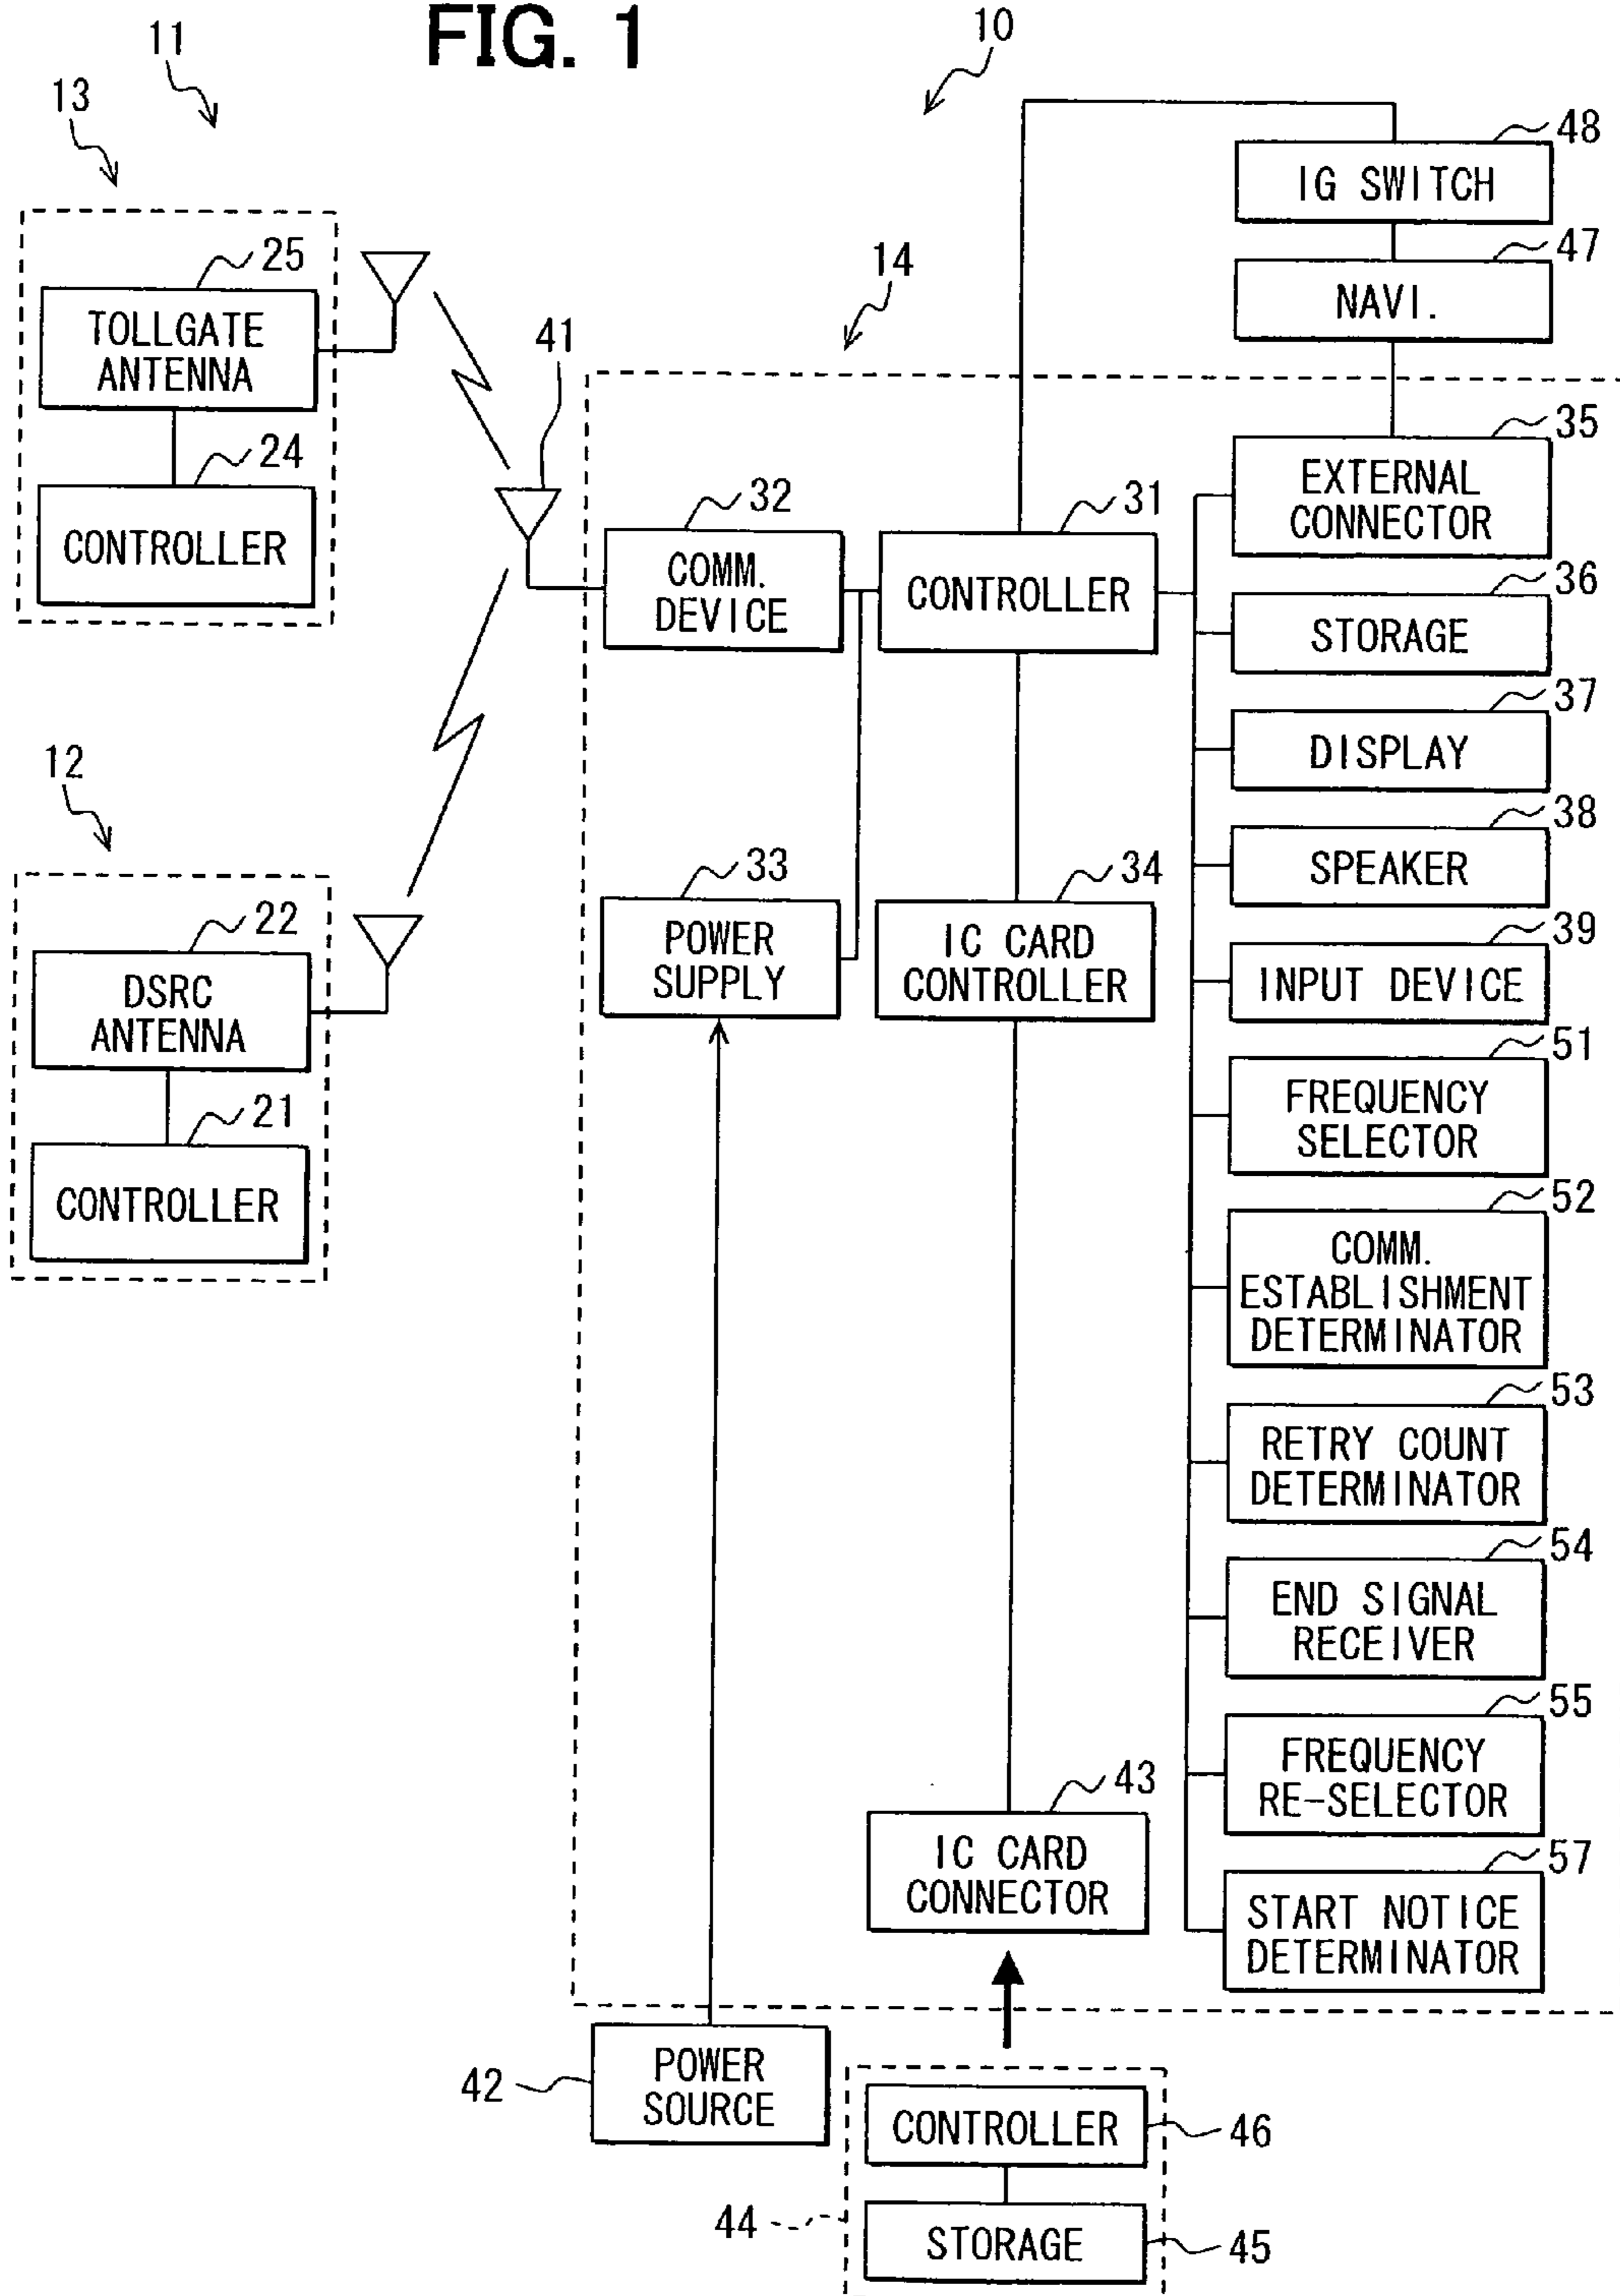 FIG. 1
11
10
13
48
IG SWITCH
25
14
47
NAVI.
TOLLGATE
ANTENNA
41
35
EXTERNAL
CONNECTOR
24
CONTROLLER
32
COMM.
DEVICE
31
CONTROLLER
36
STORAGE
37
DISPLAY
12
38
SPEAKER
33
POWER
SUPPLY
34
IC CARD
CONTROLLER
22
DSRC
ANTENNA
39
INPUT DEVICE
51
FREQUENCY
SELECTOR
21
CONTROLLER
52
COMM.
ESTABLISHMENT
DETERMINATOR
53
RETRY COUNT
DETERMINATOR
54
END SIGNAL
RECEIVER
55
FREQUENCY
RE-SELECTOR
43
IC CARD
CONNECTOR
57
START NOTICE
DETERMINATOR
42
POWER
SOURCE
CONTROLLER
46
44
STORAGE
45